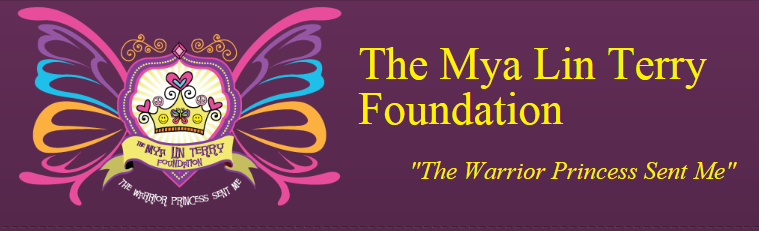 THE MYA LIN TERRY
FOUNDATION
THE WARRIOR PRINCESS SENT ME
The Mya Lin Terry
Foundation
"The Warrior Princess Sent Me"